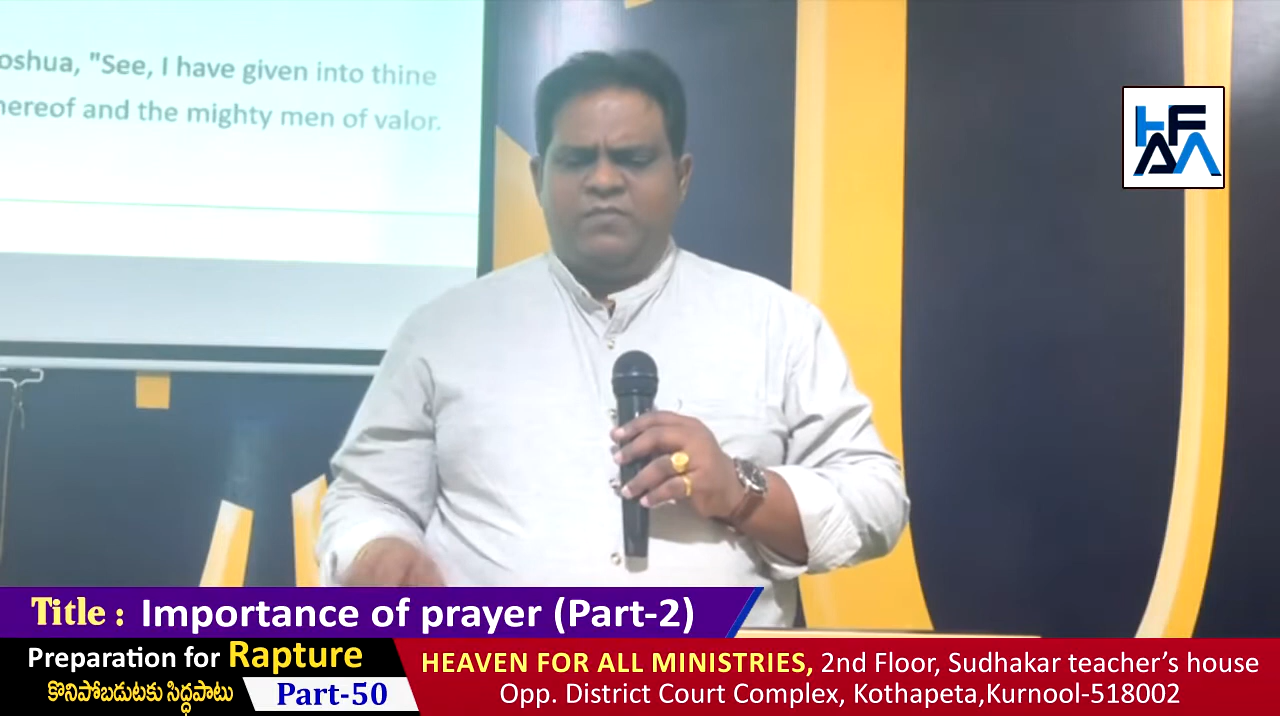 oshua, "See, I have given into thine
hereof and the mighty men of valor.
HFAM
Title : Importance of prayer (Part-2)
Preparation for Rapture
కొనిపోబడుటకు సిద్ధపాటు
Part-50
HEAVEN FOR ALL MINISTRIES, 2nd Floor, Sudhakar teacher’s house
Opp. District Court Complex, Kothapeta,Kurnool-518002